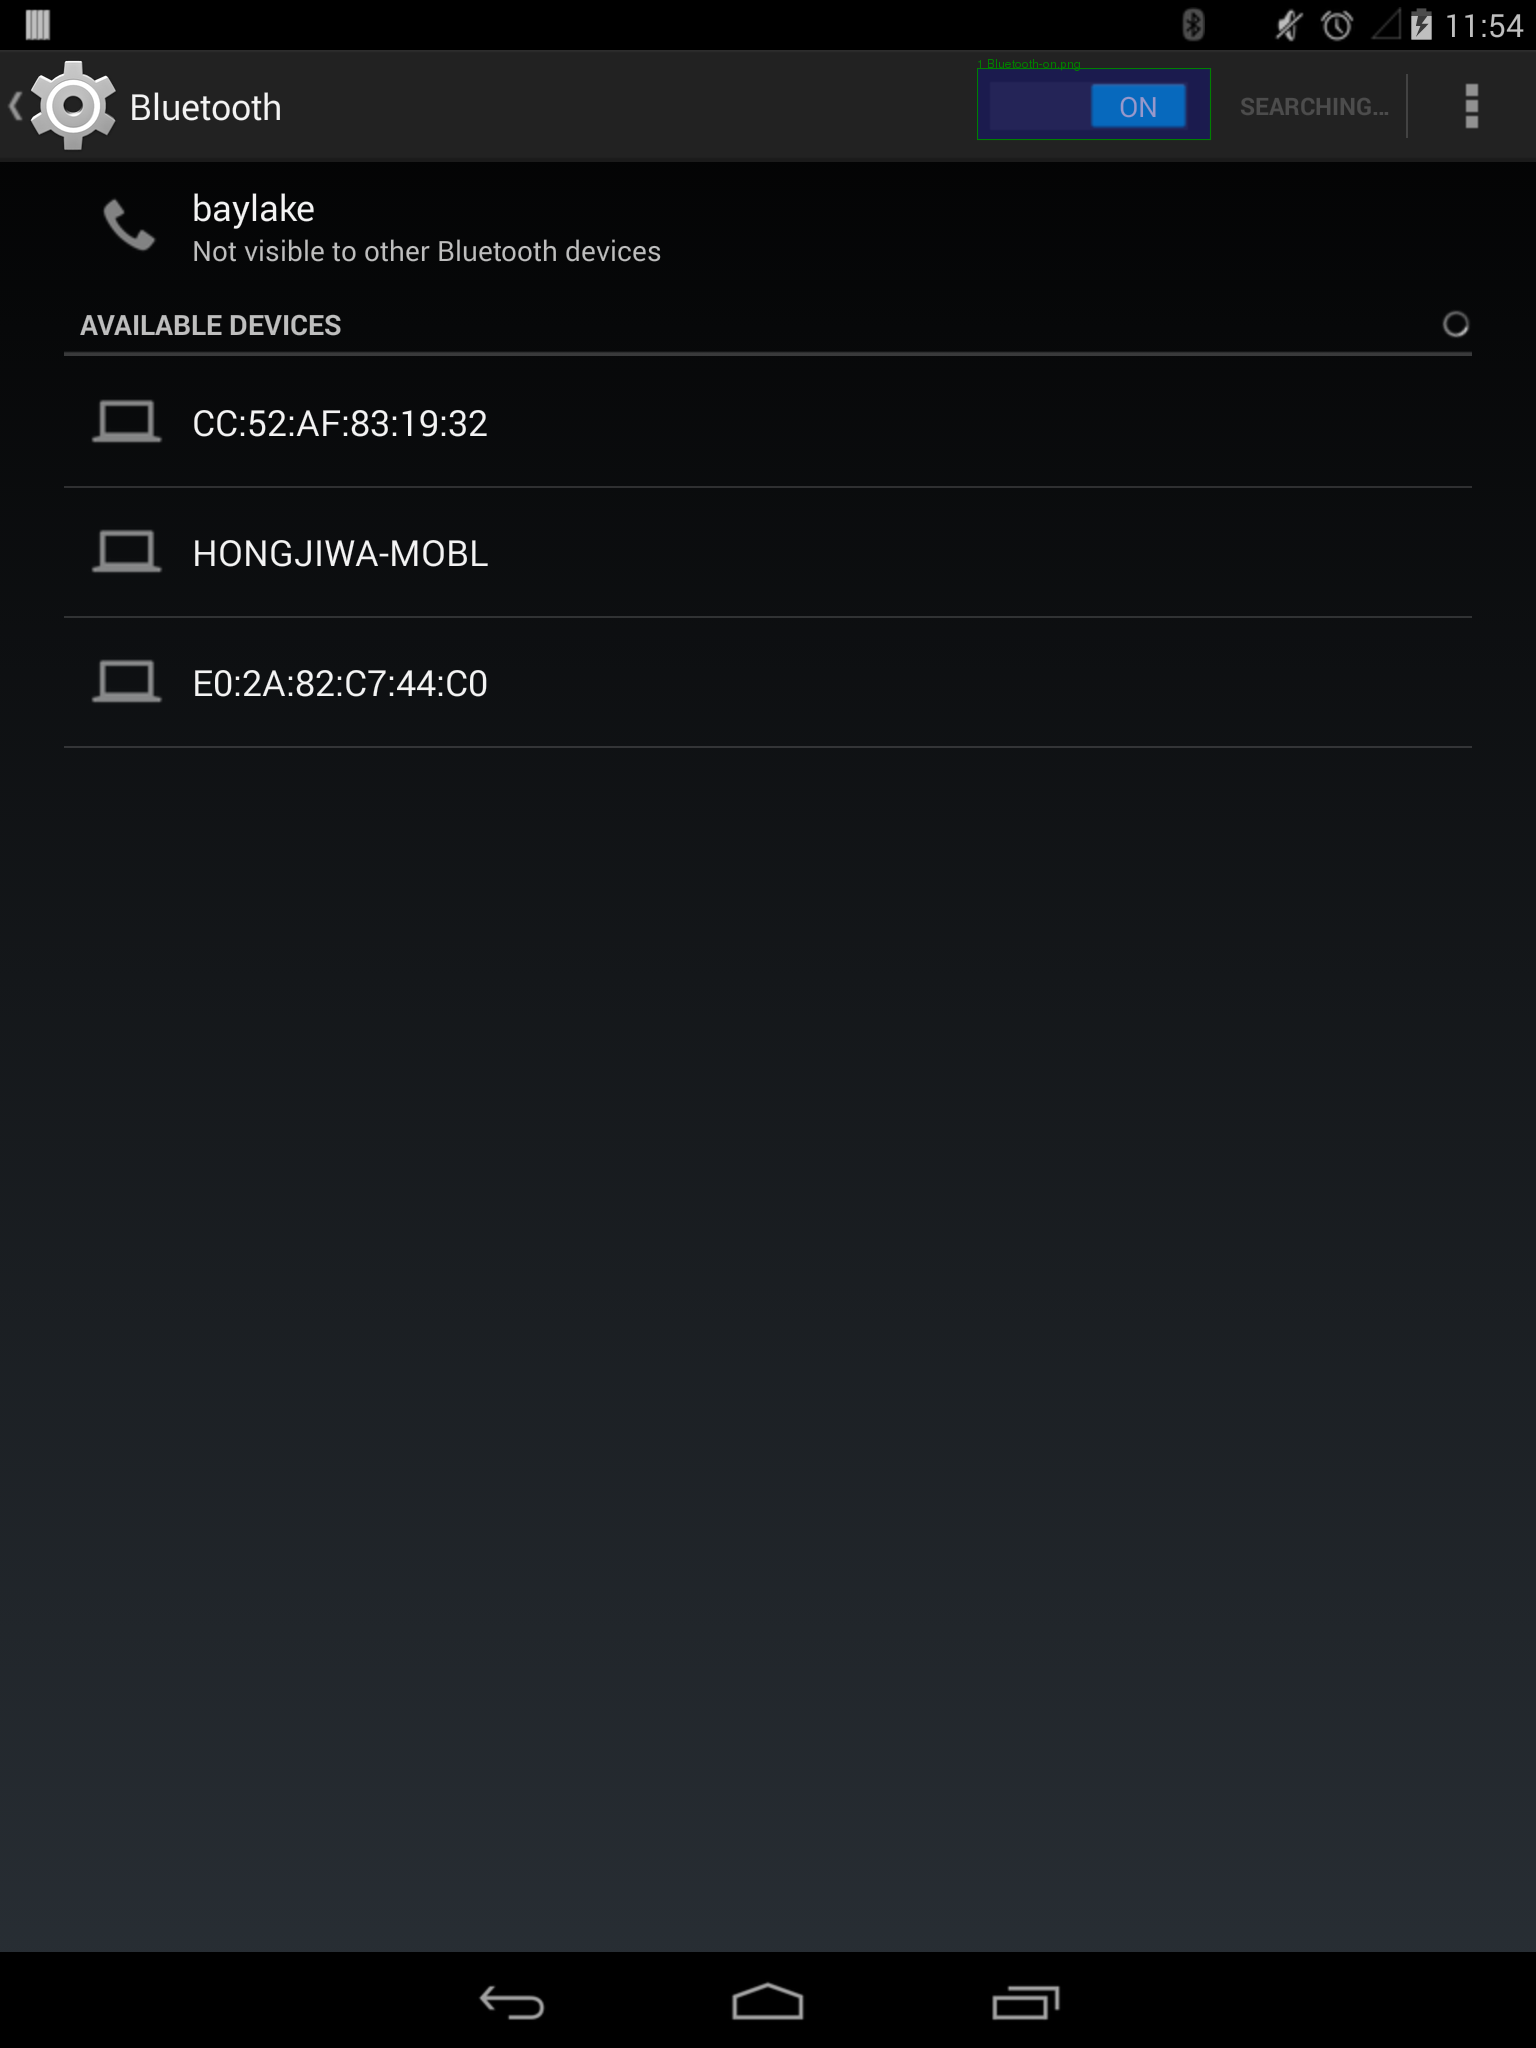 11:54
Bluetooth
1 Bluetooth-on.png
ON
SEARCHING...
baylake
Not visible to other Bluetooth devices
AVAILABLE DEVICES
CC:52:AF:83:19:32
HONGJIWA-MOBL
E0:2A:82:C7:44:C0